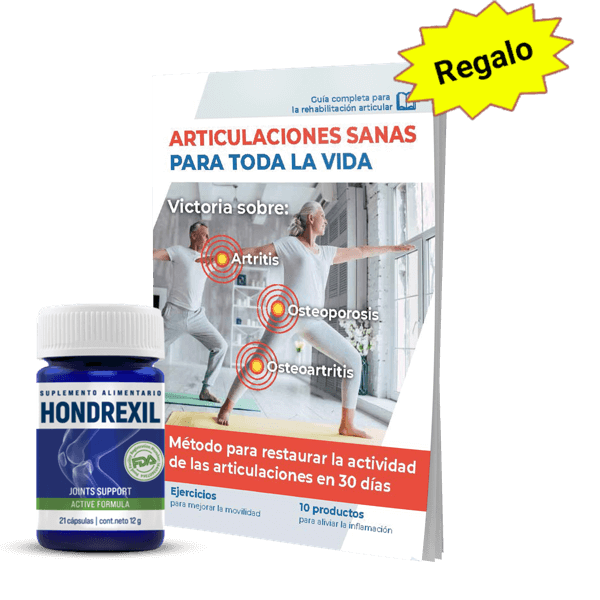 Regalo
Guía completa para
la rehabilitación articular
ARTICULACIONES SANAS
PARA TODA LA VIDA
Victoria sobre:
Artritis
Osteoporosis
Osteoartritis
Método para restaurar la actividad
de las articulaciones en 30 días
Ejercicios
para mejorar la movilidad
10 productos
para aliviar la inflamación
SUPLEMENTO ALIMENTARIO
HONDREXIL
FDA
JOINTS SUPPORT
ACTIVE FORMULA
21 cápsulas | cont.neto 12 g